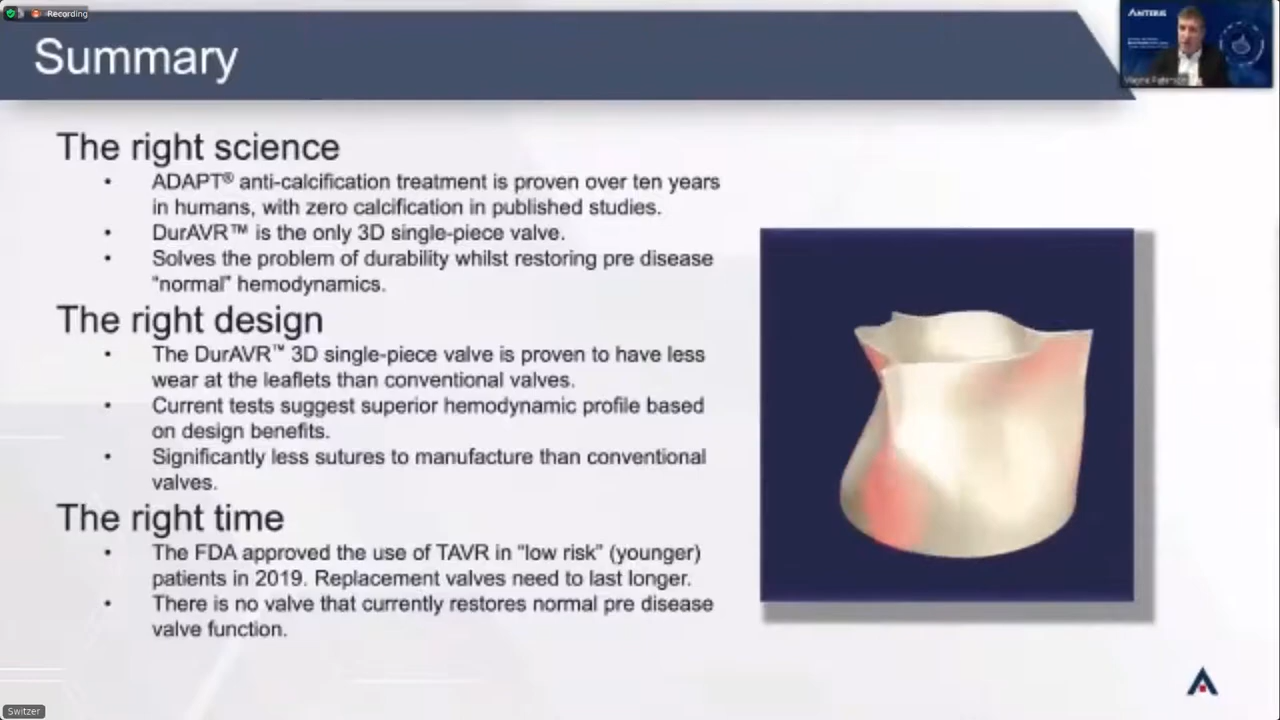 Recording
Summary
ANTERIS
The right science
• ADAPT® anti-calcification treatment is proven over ten years
in humans, with zero calcification in published studies.
• DurAVR™ is the only 3D single-piece valve.
• Solves the problem of durability whilst restoring pre disease
“normal” hemodynamics.
The right design
• The DurAVR™ 3D single-piece valve is proven to have less
wear at the leaflets than conventional valves.
• Current tests suggest superior hemodynamic profile based
on design benefits.
• Significantly less sutures to manufacture than conventional
valves.
The right time
• The FDA approved the use of TAVR in “low risk” (younger)
patients in 2019. Replacement valves need to last longer.
• There is no valve that currently restores normal pre disease
valve function.
Switzer